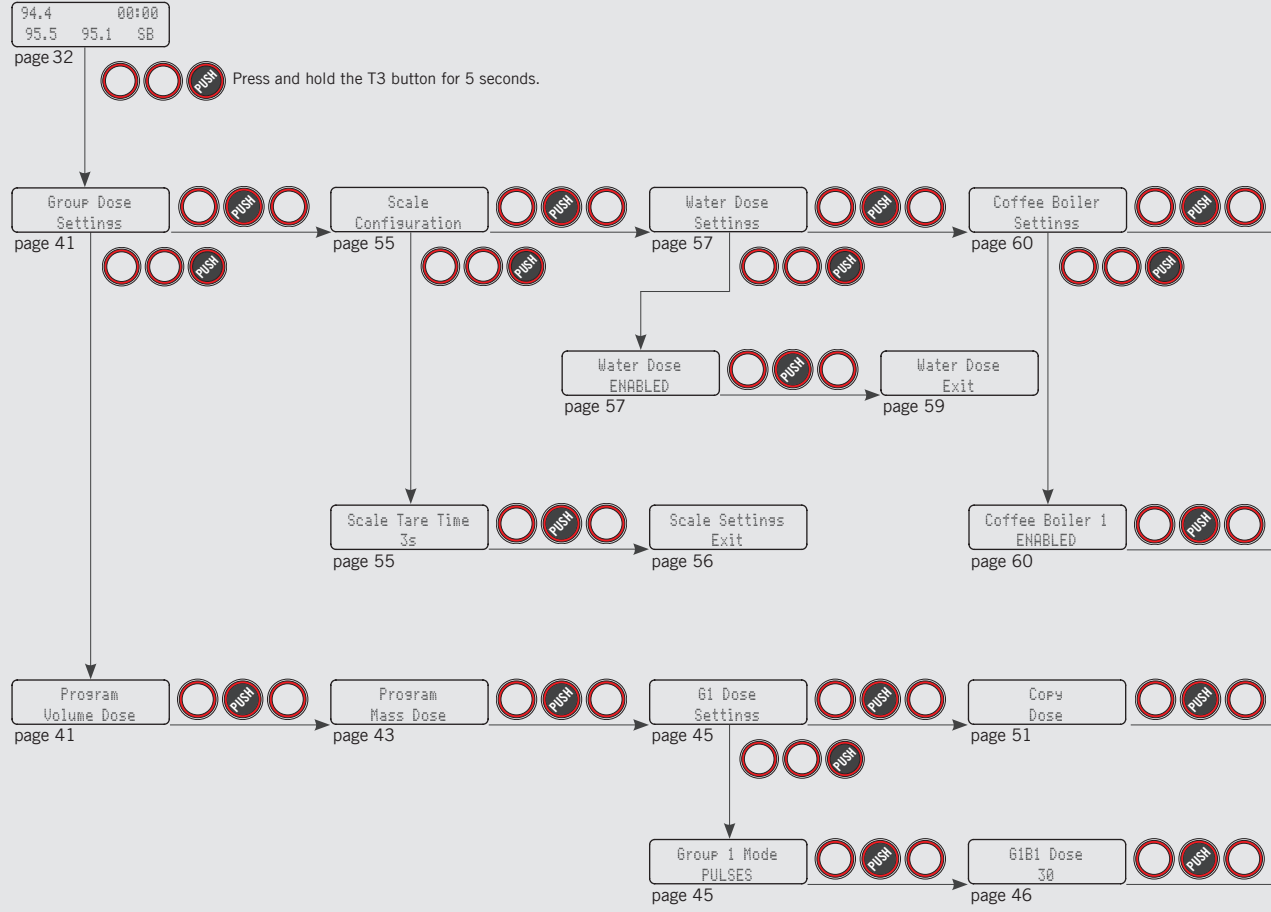 94.4 00:00
95.5 95.1 SB
page 32
PUSH
Press and hold the T3 button for 5 seconds.
Group Dose
Settings
page 41
PUSH
Scale
Configuration
page 55
PUSH
Water Dose
Settings
page 57
PUSH
Coffee Boiler
Settings
page 60
PUSH
PUSH
PUSH
PUSH
PUSH
Water Dose
ENABLED
page 57
PUSH
Water Dose
Exit
page 59
Scale Tare Time
3s
page 55
PUSH
Scale Settings
Exit
page 56
Coffee Boiler 1
ENABLED
page 60
PUSH
Program
Volume Dose
page 41
PUSH
Program
Mass Dose
page 43
PUSH
G1 Dose
Settings
page 45
PUSH
Copy
Dose
page 51
PUSH
PUSH
Group 1 Mode
PULSES
page 45
PUSH
G1B1 Dose
30
page 46
PUSH